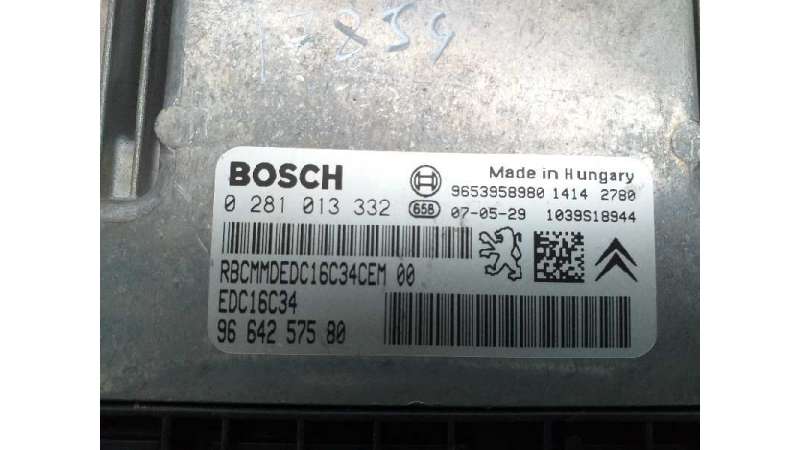 BOSCH
Made in Hungary
9653958980 1414 2780
0 281 013 332
658
07-05-29 1039S18944
RBCMMDEDC16C34CEM 00
EDC16C34
96 642 575 80